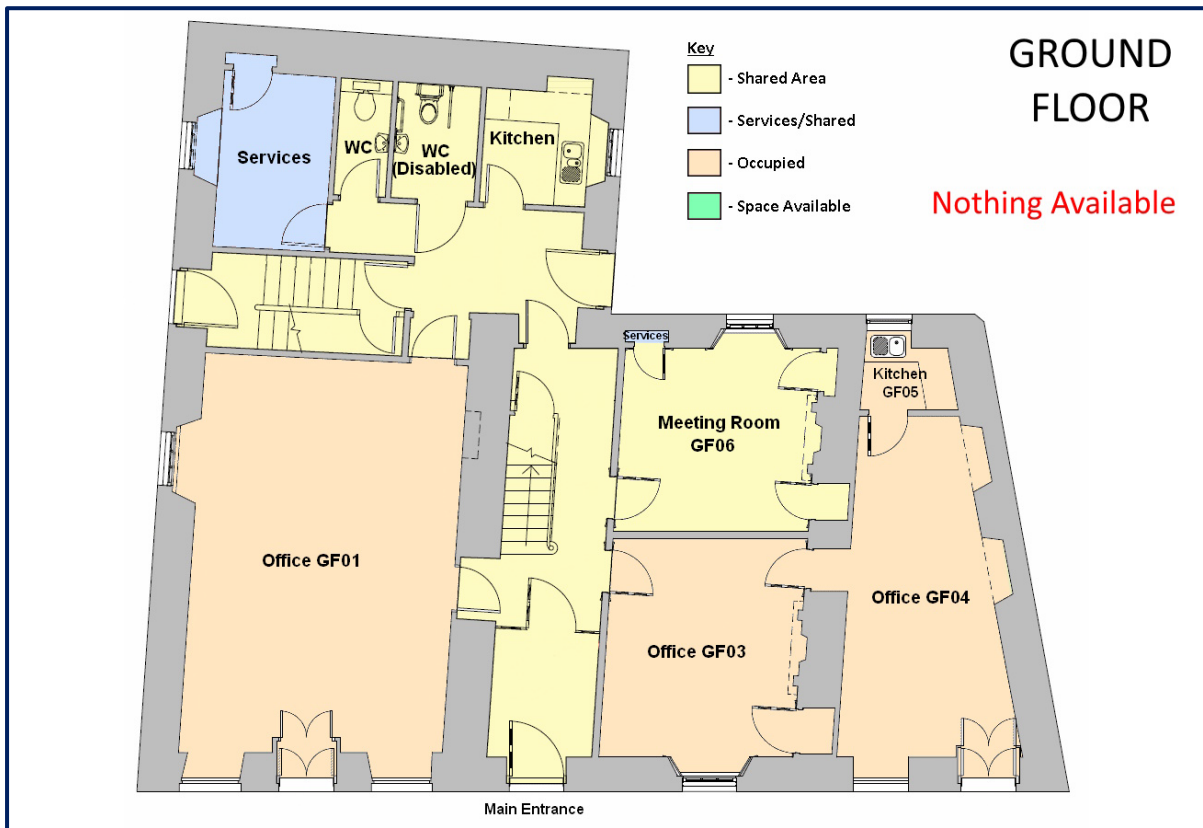 GROUND
FLOOR
Nothing Available
Key
- Shared Area
- Services/Shared
- Occupied
- Space Available
Services
WC
WC
(Disabled)
Kitchen
Services
Kitchen
GF05
Meeting Room
GF06
Office GF01
Office GF03
Office GF04
Main Entrance